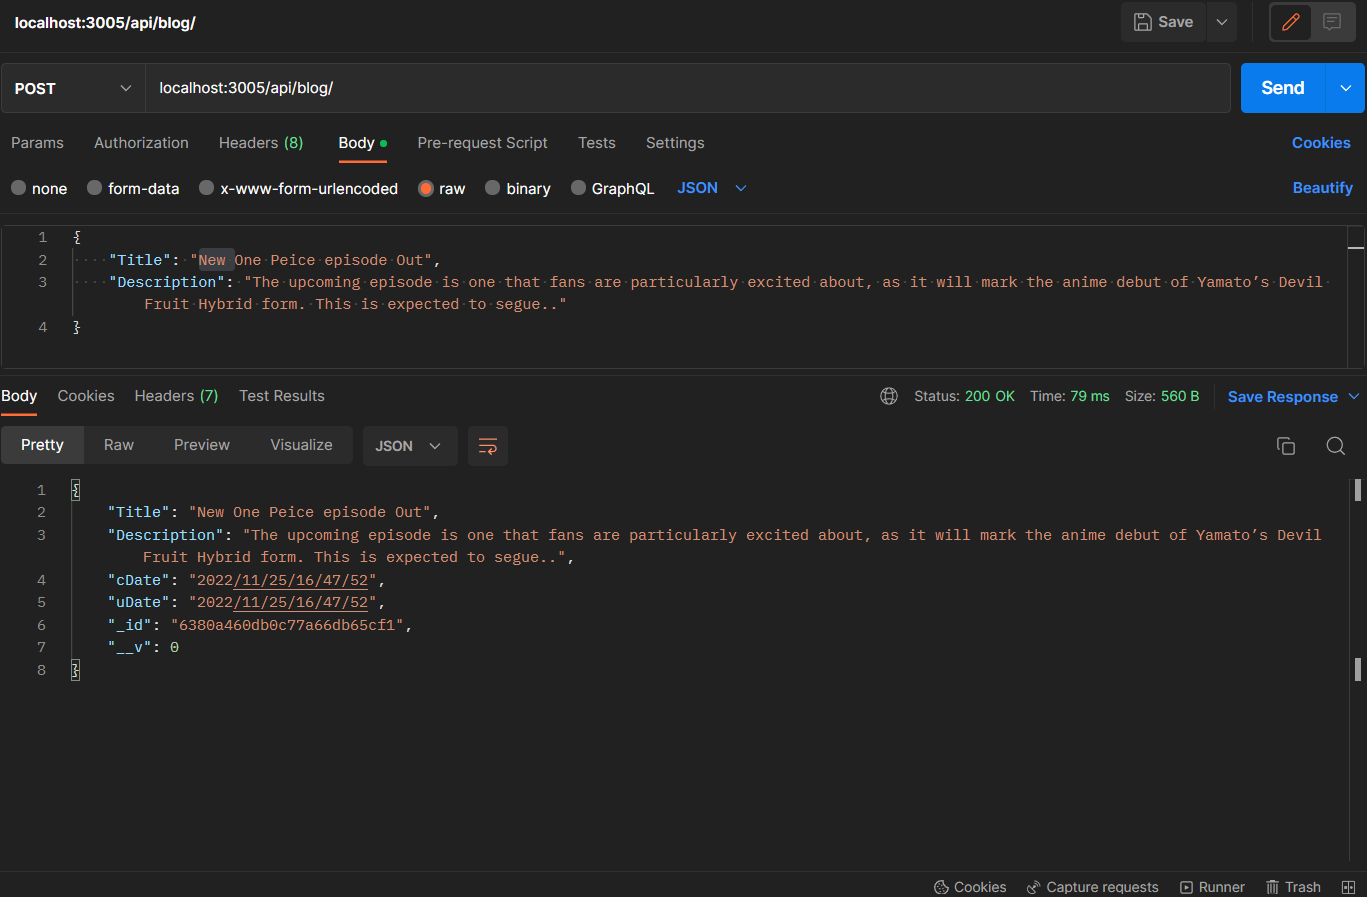 localhost:3005/api/blog/
Save
POST
localhost:3005/api/blog/
Send
Params Authorization Headers (8) Body Pre-request Script Tests Settings Cookies
none form-data x-www-form-urlencoded raw binary GraphQL JSON Beautify
1 {
2 "Title": "New One Peice episode Out",
3 "Description": "The upcoming episode is one that fans are particularly excited about, as it will mark the anime debut of Yamato’s Devil
Fruit Hybrid form. This is expected to segue.."
4 }
Body Cookies Headers (7) Test Results Status: 200 OK Time: 79 ms Size: 560 B Save Response
Pretty Raw Preview Visualize JSON
1 {
2 "Title": "New One Peice episode Out",
3 "Description": "The upcoming episode is one that fans are particularly excited about, as it will mark the anime debut of Yamato’s Devil
Fruit Hybrid form. This is expected to segue..",
4 "cDate": "2022/11/25/16/47/52",
5 "uDate": "2022/11/25/16/47/52",
6 "_id": "6380a460db0c77a66db65cf1",
7 "__v": 0
8 }
Cookies Capture requests Runner Trash